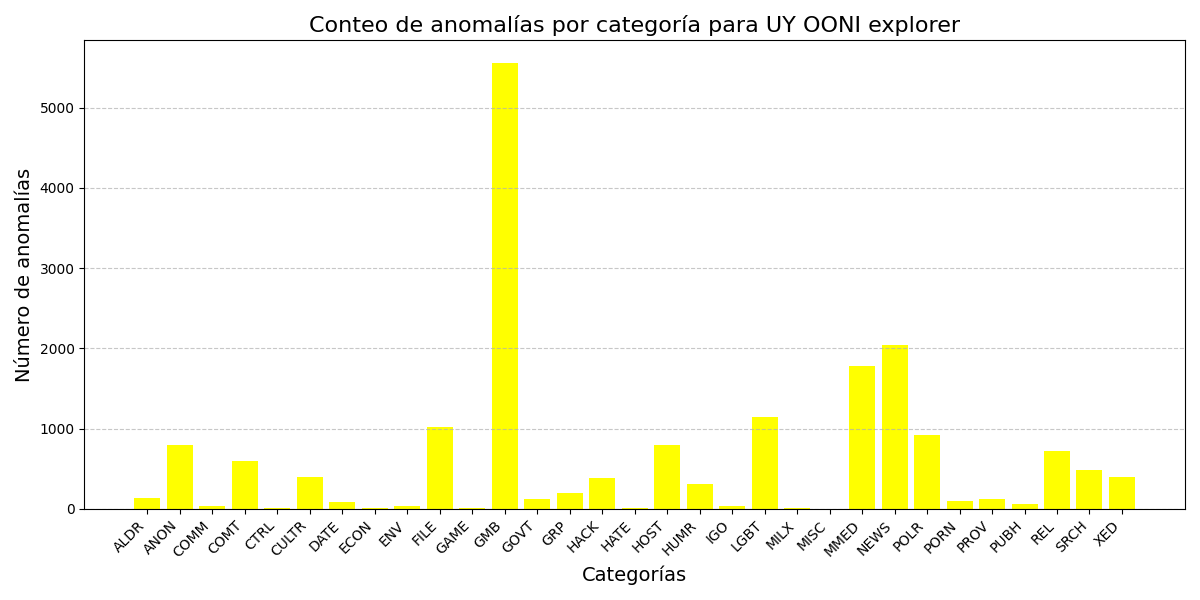 Conteo de anomalías por categoría para UY OONI explorer
Número de anomalías
5000
4000
3000
2000
1000
0
ALDR
ANON
COMM
COMT
CTRL
CULTR
DATE
ECON
ENV
FILE
GAME
GMB
GOVT
GRP
HACK
HATE
HOST
HUMR
IGO
LGBT
MILX
MISC
MMED
NEWS
POLR
PORN
PROV
PUBH
REL
SRCH
XED
Categorías